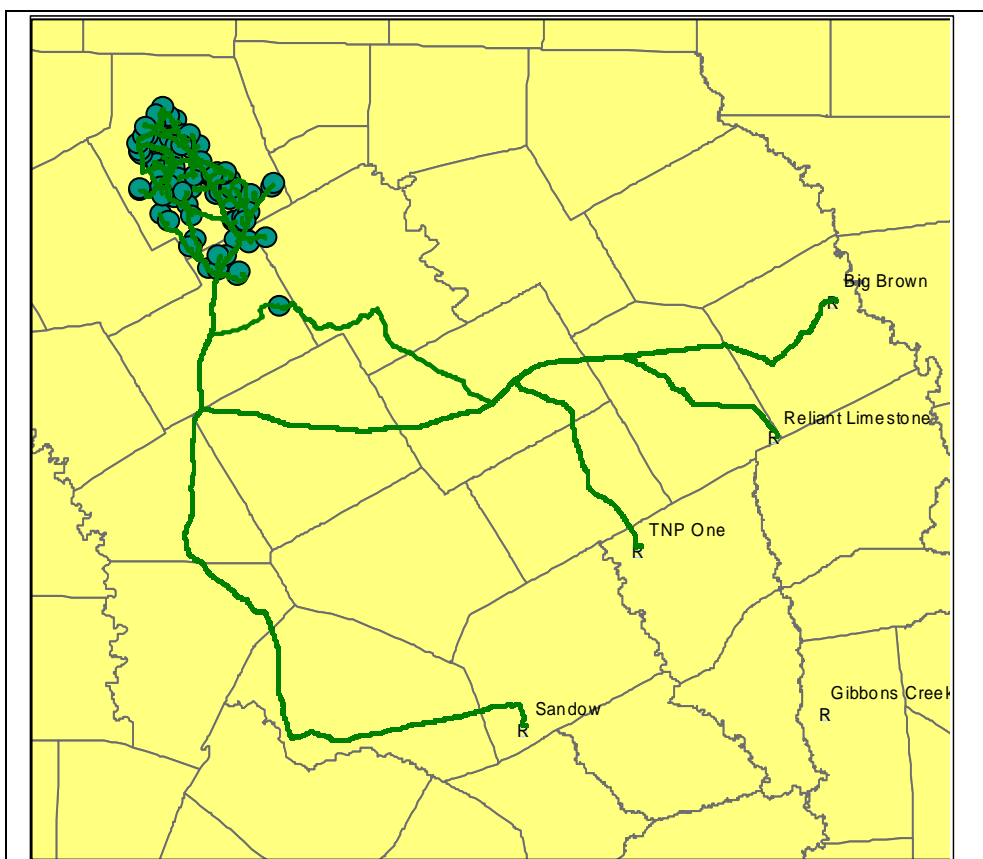 Big Brown
R
Reliant Limestone
R
TNP One
R
Gibbons Creek
R
Sandow
R